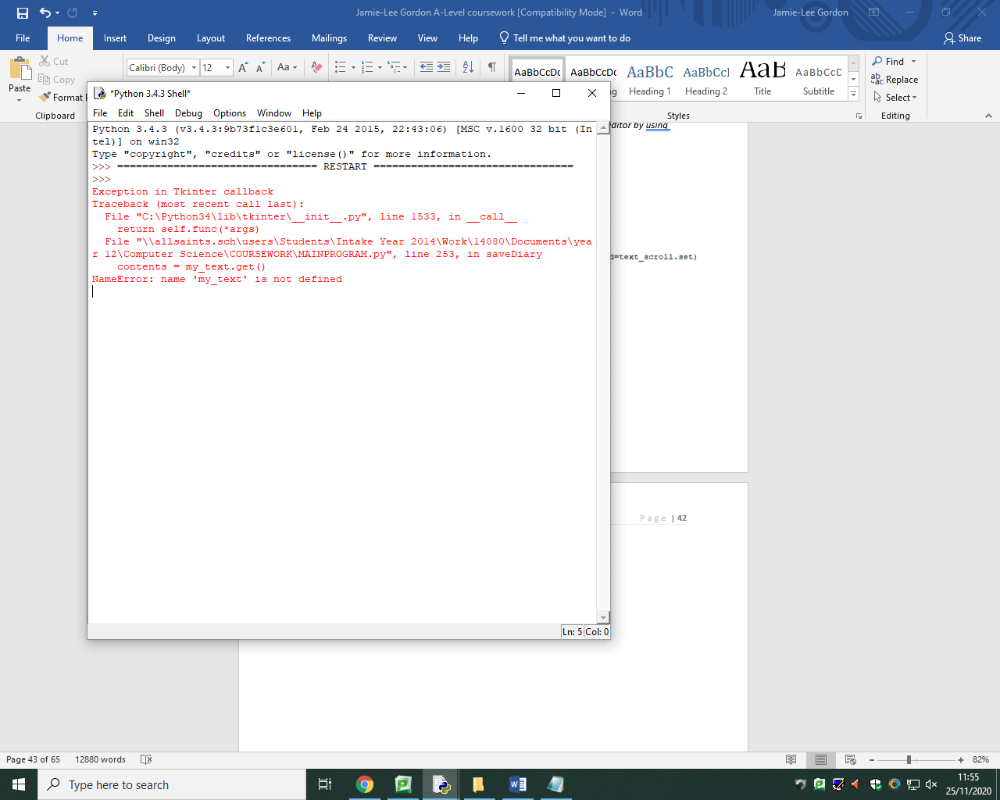 Jamie-Lee Gordon A-Level coursework [Compatibility Mode] - Word
Jamie-Lee Gordon
File Home Insert Design Layout References Mailings Review View Help Tell me what you want to do Share
Paste
Cut
Copy
Format
Clipboard
Calibri (Body) 12 Aa
AaBbCcDc AaBbCcDc AaBbC AaBbCcI AaB AaBbCcD
Heading 1 Heading 2 Title Subtitle
Styles
Find
Replace
Select
Editing
*Python 3.4.3 Shell*
File Edit Shell Debug Options Window Help
Python 3.4.3 (v3.4.3:9b73f1c3e601, Feb 24 2015, 22:43:06) [MSC v.1600 32 bit (In
tel)] on win32
Type "copyright", "credits" or "license()" for more information.
>>> ================================ RESTART ================================
>>>
Exception in Tkinter callback
Traceback (most recent call last):
File "C:\Python34\lib\tkinter\__init__.py", line 1533, in __call__
return self.func(*args)
File "\\allsaints.sch\users\Students\Intake Year 2014\Work\14080\Documents\yea
r 12\Computer Science\COURSEWORK\MAINPROGRAM.py", line 253, in saveDiary
contents = my_text.get()
NameError: name 'my_text' is not defined
Ln: 5 Col: 0
ditor by using
d=text_scroll.set)
Page | 42
Page 43 of 65 12880 words
82%
Type here to search
11:55
25/11/2020